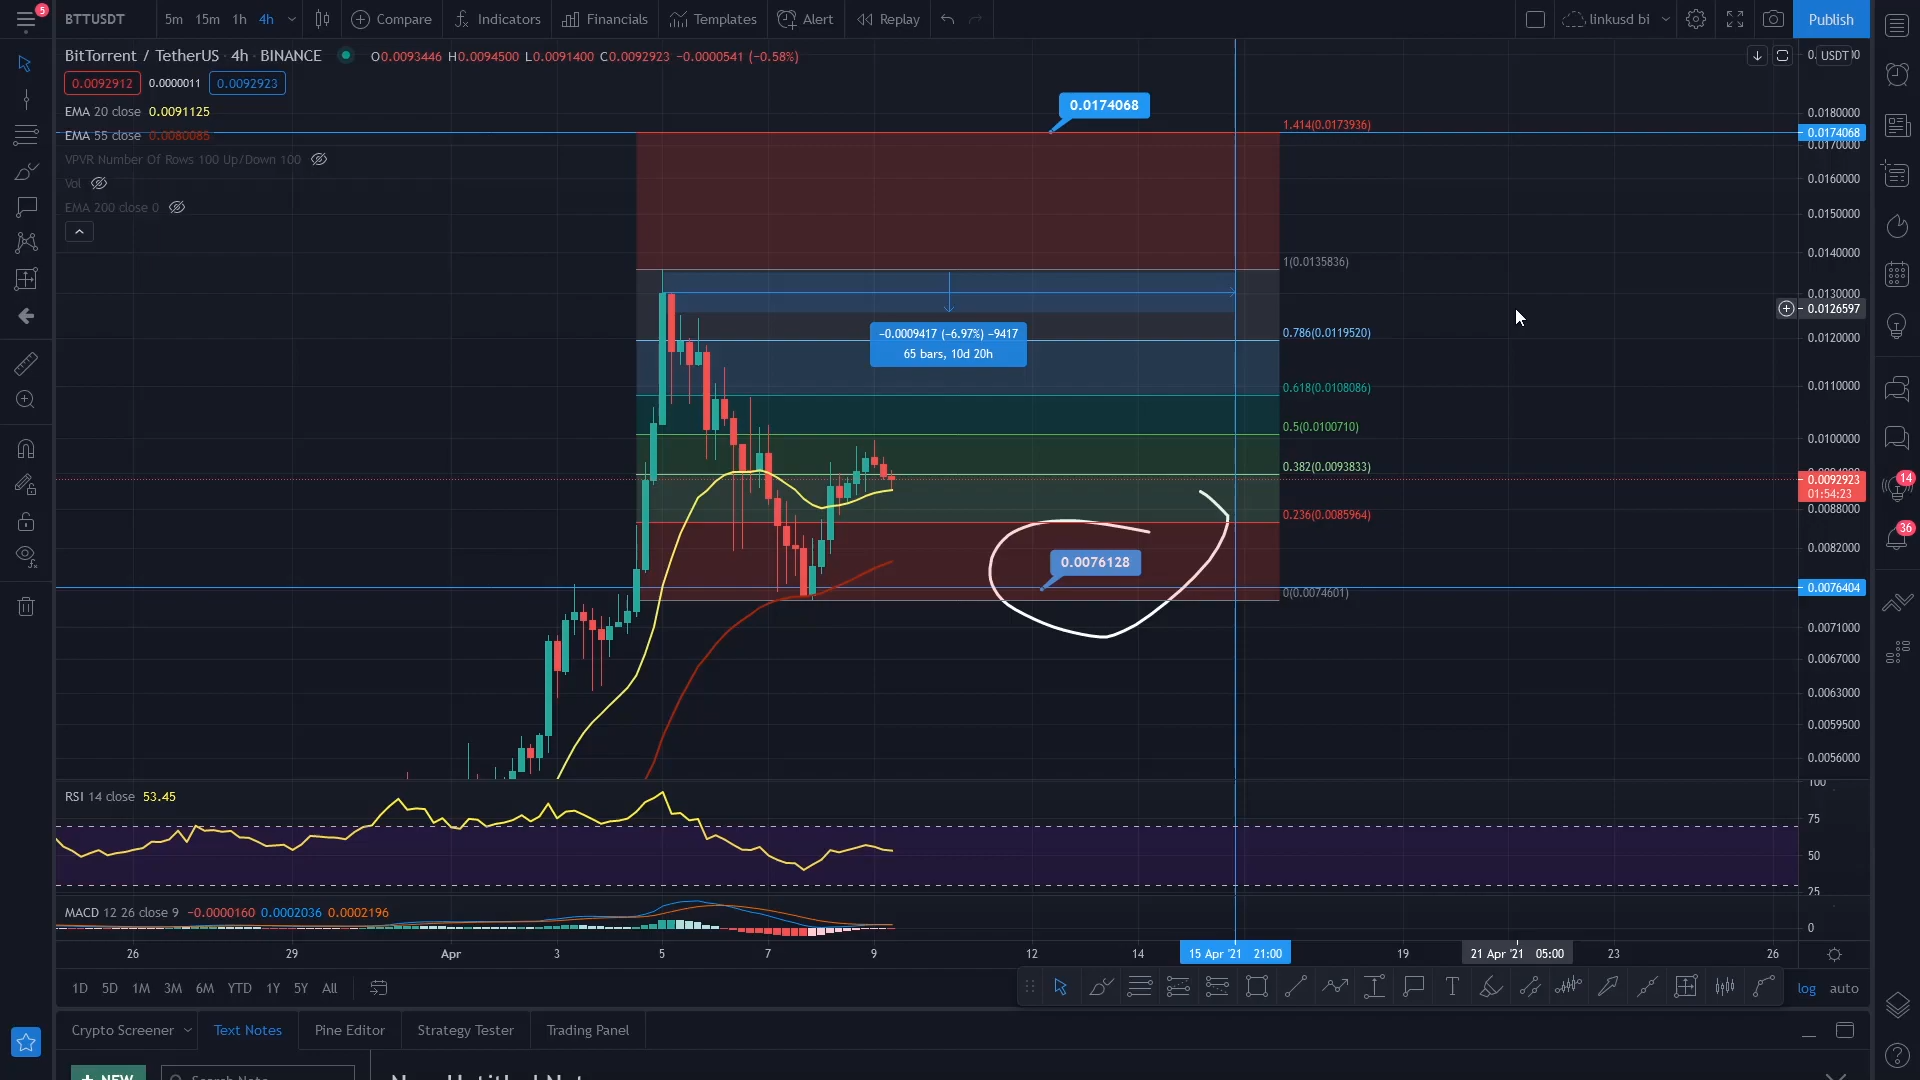 5
BTTUSDT
5m 15m 1h 4h
Compare
Indicators
Financials
Templates
Alert
Replay
linkusd bi
Publish
BitTorrent / TetherUS 4h BINANCE
O0.0093446 H0.0094500 L0.0091400 C0.0092923 −0.0000541 (−0.58%)
0.0092912 0.0000011 0.0092923
EMA 20 close 0.0091125
EMA 55 close 0.0080085
VPVR Number Of Rows 100 Up/Down 100
Vol
EMA 200 close 0
0.0174068
1.414(0.0173936)
1(0.0135836)
−0.0009417 (−6.97%) −9417
65 bars, 10d 20h
0.786(0.0119520)
0.618(0.0108086)
0.5(0.0100710)
0.382(0.0093833)
0.236(0.0085964)
0.0076128
0(0.0074601)
USDT
0.0180000
0.0174068
0.0170000
0.0160000
0.0150000
0.0140000
0.0130000
0.0126597
0.0120000
0.0110000
0.0100000
0.0092923
01:54:23
0.0088000
0.0082000
0.0076404
0.0071000
0.0067000
0.0063000
0.0059500
0.0056000
14
36
RSI 14 close 53.45
100
75
50
25
MACD 12 26 close 9 −0.0000160 0.0002036 0.0002196
0
26 29 Apr 3 5 7 9 12 14 15 Apr '21 21:00 19 21 Apr '21 05:00 23 26
1D 5D 1M 3M 6M YTD 1Y 5Y All
log auto
Crypto Screener
Text Notes
Pine Editor
Strategy Tester
Trading Panel
+ NEW
Search Note